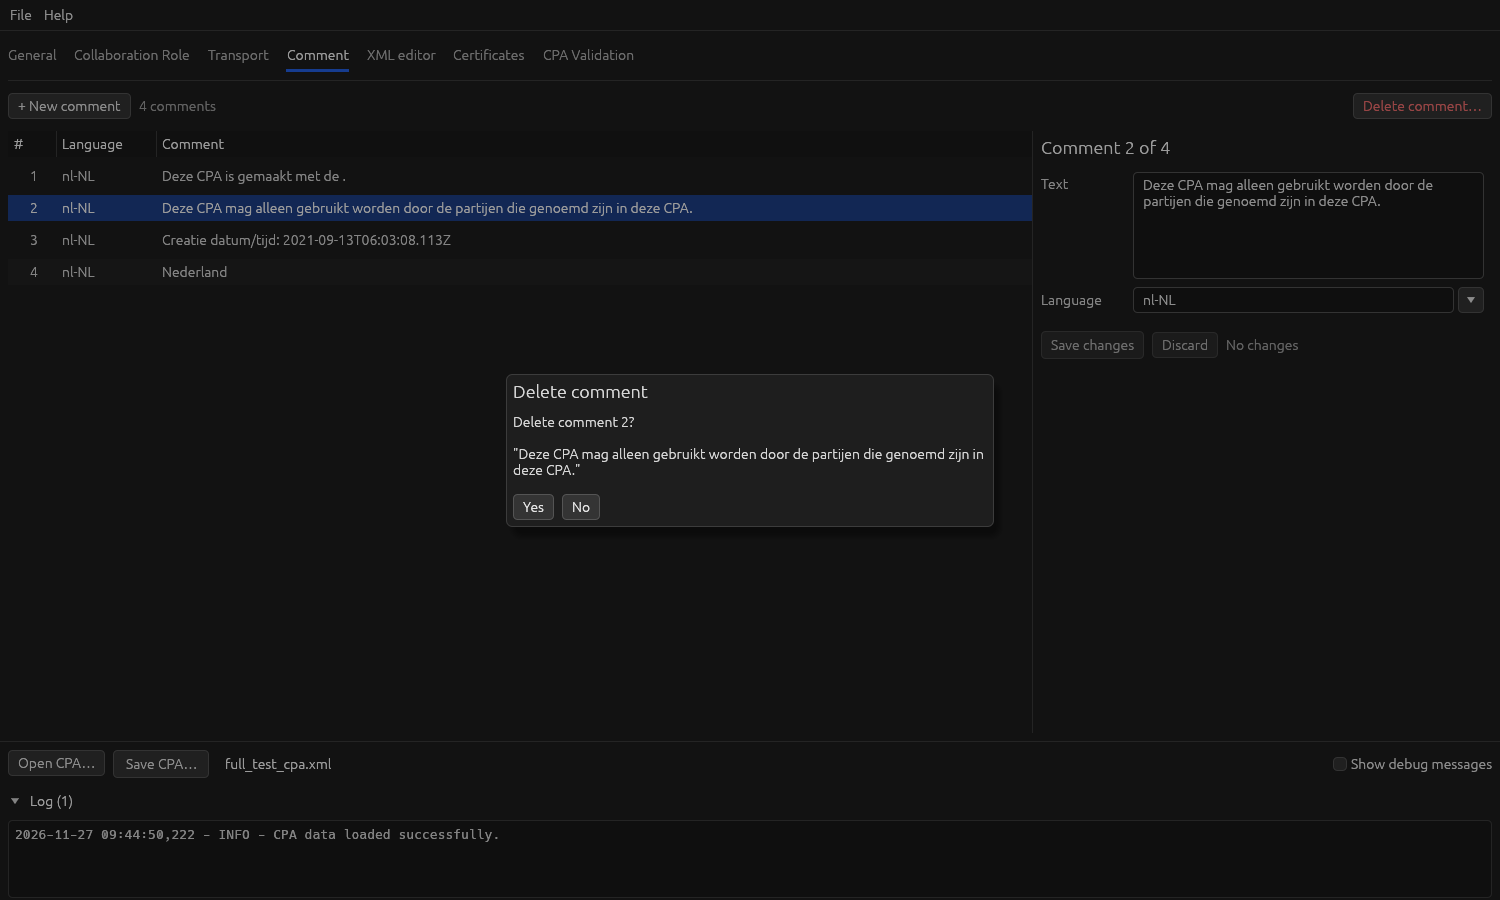 File Help
General Collaboration Role Transport Comment XML editor Certificates CPA Validation
+ New comment 4 comments Delete comment...
# Language Comment
1 nl-NL Deze CPA is gemaakt met de .
2 nl-NL Deze CPA mag alleen gebruikt worden door de partijen die genoemd zijn in deze CPA.
3 nl-NL Creatie datum/tijd: 2021-09-13T06:03:08.113Z
4 nl-NL Nederland
Comment 2 of 4
Text
Deze CPA mag alleen gebruikt worden door de
partijen die genoemd zijn in deze CPA.
Language nl-NL
Save changes Discard No changes
Delete comment
Delete comment 2?
"Deze CPA mag alleen gebruikt worden door de partijen die genoemd zijn in
deze CPA."
Yes No
Open CPA... Save CPA... full_test_cpa.xml Show debug messages
Log (1)
2026-11-27 09:44:50,222 - INFO - CPA data loaded successfully.